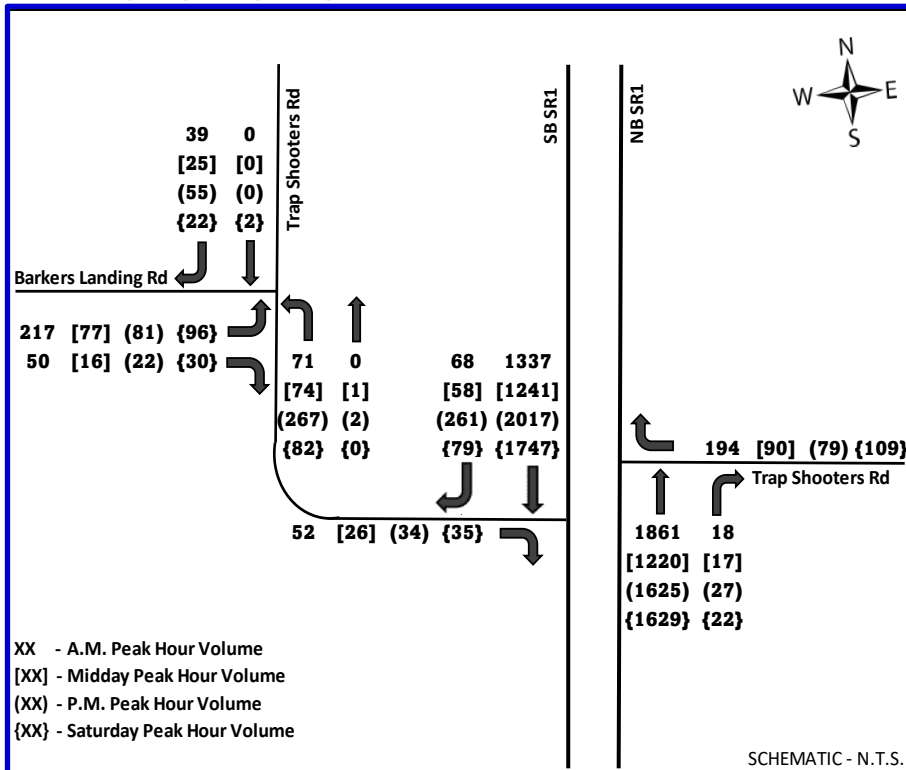 N
W E
S
Trap Shooters Rd
SB SR1
NB SR1
39 0
[25] [0]
(55) (0)
{22} {2}
Barkers Landing Rd
217 [77] (81) {96}
50 [16] (22) {30}
71 0
[74] [1]
(267) (2)
{82} {0}
68 1337
[58] [1241]
(261) (2017)
{79} {1747}
194 [90] (79) {109}
Trap Shooters Rd
52 [26] (34) {35}
1861 18
[1220] [17]
(1625) (27)
{1629} {22}
XX - A.M. Peak Hour Volume
[XX] - Midday Peak Hour Volume
(XX) - P.M. Peak Hour Volume
{XX} - Saturday Peak Hour Volume
SCHEMATIC - N.T.S.